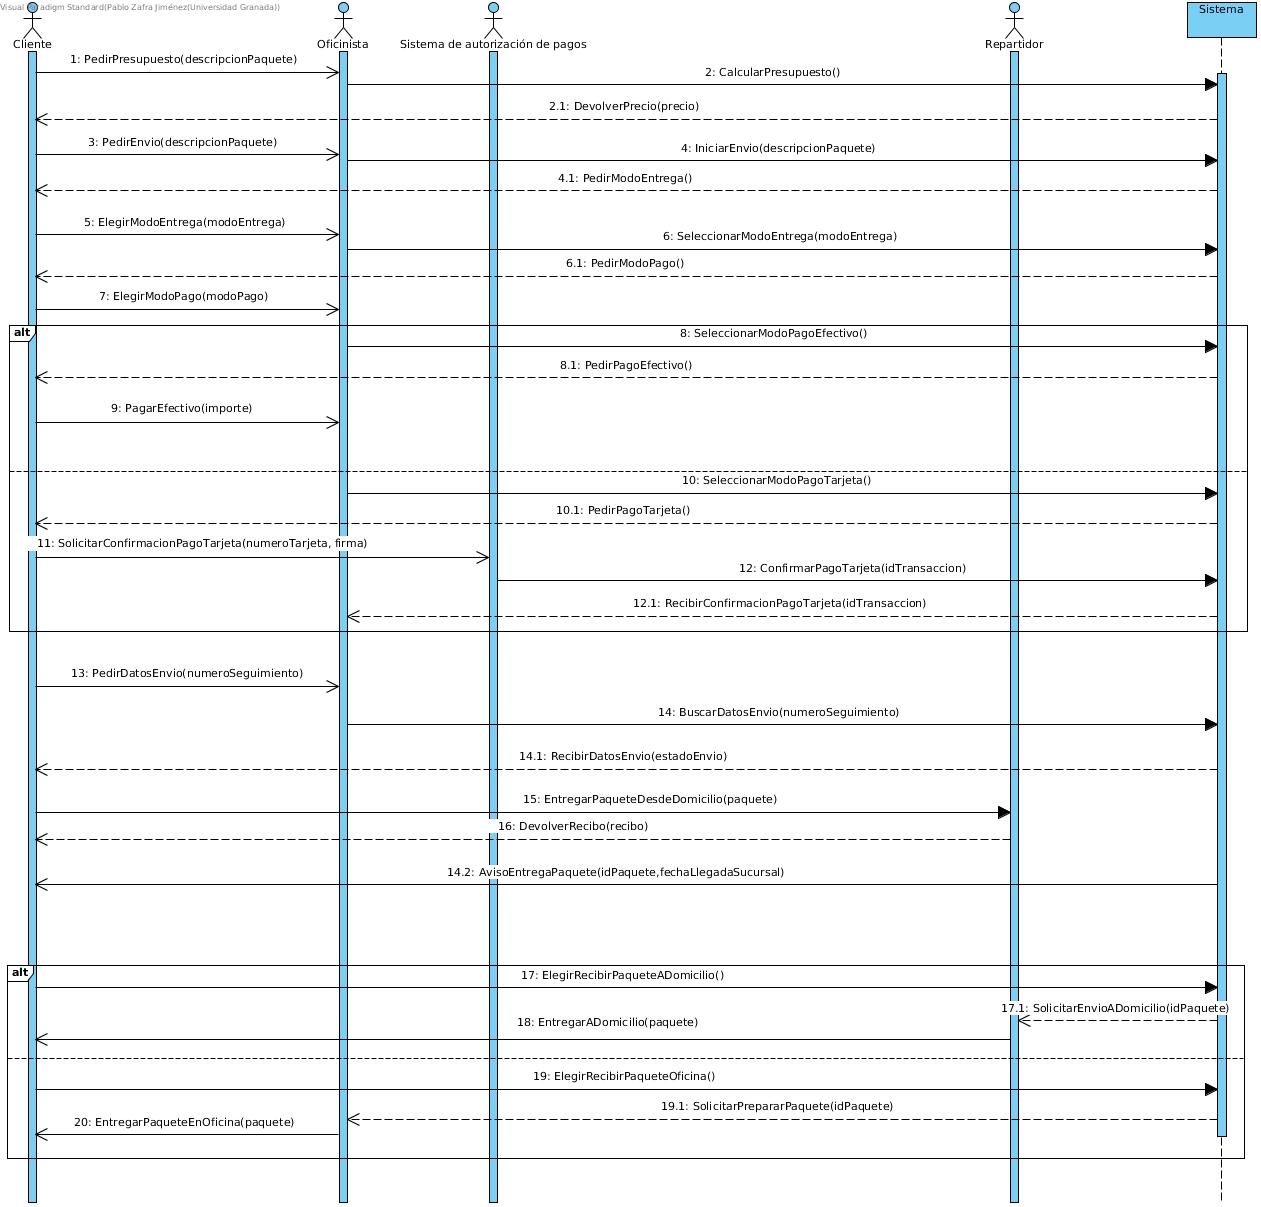 Visual Paradigm Standard(Pablo Zafra Jiménez(Universidad Granada))
Sistema
Cliente
Oficinista
Sistema de autorización de pagos
Repartidor
1: PedirPresupuesto(descripcionPaquete)
2: CalcularPresupuesto()
2.1: DevolverPrecio(precio)
3: PedirEnvio(descripcionPaquete)
4: IniciarEnvio(descripcionPaquete)
4.1: PedirModoEntrega()
5: ElegirModoEntrega(modoEntrega)
6: SeleccionarModoEntrega(modoEntrega)
6.1: PedirModoPago()
7: ElegirModoPago(modoPago)
alt
8: SeleccionarModoPagoEfectivo()
8.1: PedirPagoEfectivo()
9: PagarEfectivo(importe)
10: SeleccionarModoPagoTarjeta()
10.1: PedirPagoTarjeta()
11: SolicitarConfirmacionPagoTarjeta(numeroTarjeta, firma)
12: ConfirmarPagoTarjeta(idTransaccion)
12.1: RecibirConfirmacionPagoTarjeta(idTransaccion)
13: PedirDatosEnvio(numeroSeguimiento)
14: BuscarDatosEnvio(numeroSeguimiento)
14.1: RecibirDatosEnvio(estadoEnvio)
15: EntregarPaqueteDesdeDomicilio(paquete)
16: DevolverRecibo(recibo)
14.2: AvisoEntregaPaquete(idPaquete,fechaLlegadaSucursal)
alt
17: ElegirRecibirPaqueteADomicilio()
17.1: SolicitarEnvioADomicilio(idPaquete)
18: EntregarADomicilio(paquete)
19: ElegirRecibirPaqueteOficina()
19.1: SolicitarPrepararPaquete(idPaquete)
20: EntregarPaqueteEnOficina(paquete)